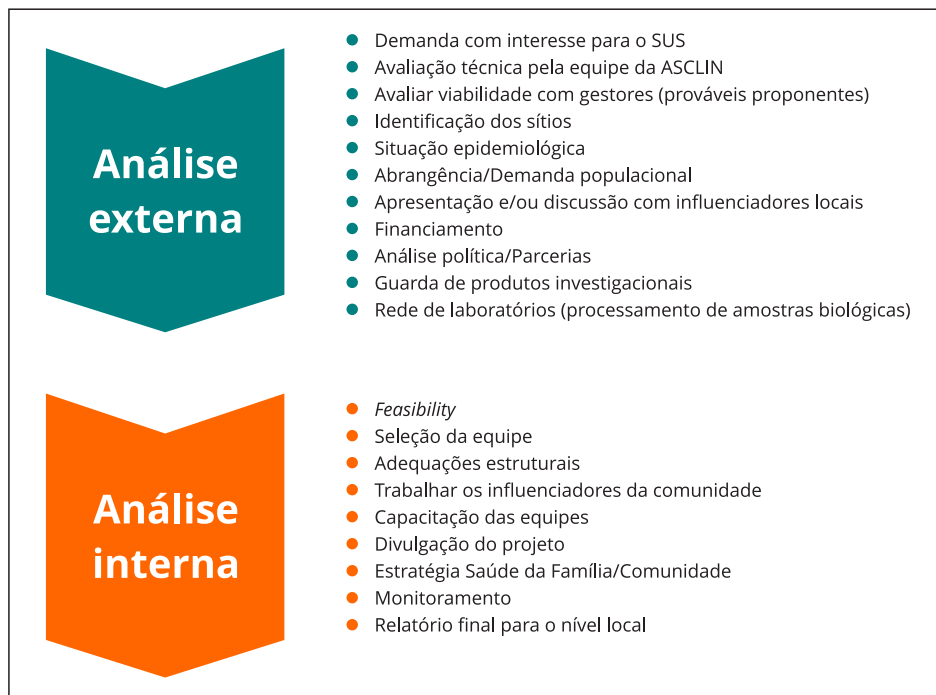 Análise
externa
Demanda com interesse para o SUS
Avaliação técnica pela equipe da ASCLIN
Avaliar viabilidade com gestores (prováveis proponentes)
Identificação dos sítios
Situação epidemiológica
Abrangência/Demanda populacional
Apresentação e/ou discussão com influenciadores locais
Financiamento
Análise política/Parcerias
Guarda de produtos investigacionais
Rede de laboratórios (processamento de amostras biológicas)
Análise
interna
Feasibility
Seleção da equipe
Adequações estruturais
Trabalhar os influenciadores da comunidade
Capacitação das equipes
Divulgação do projeto
Estratégia Saúde da Família/Comunidade
Monitoramento
Relatório final para o nível local